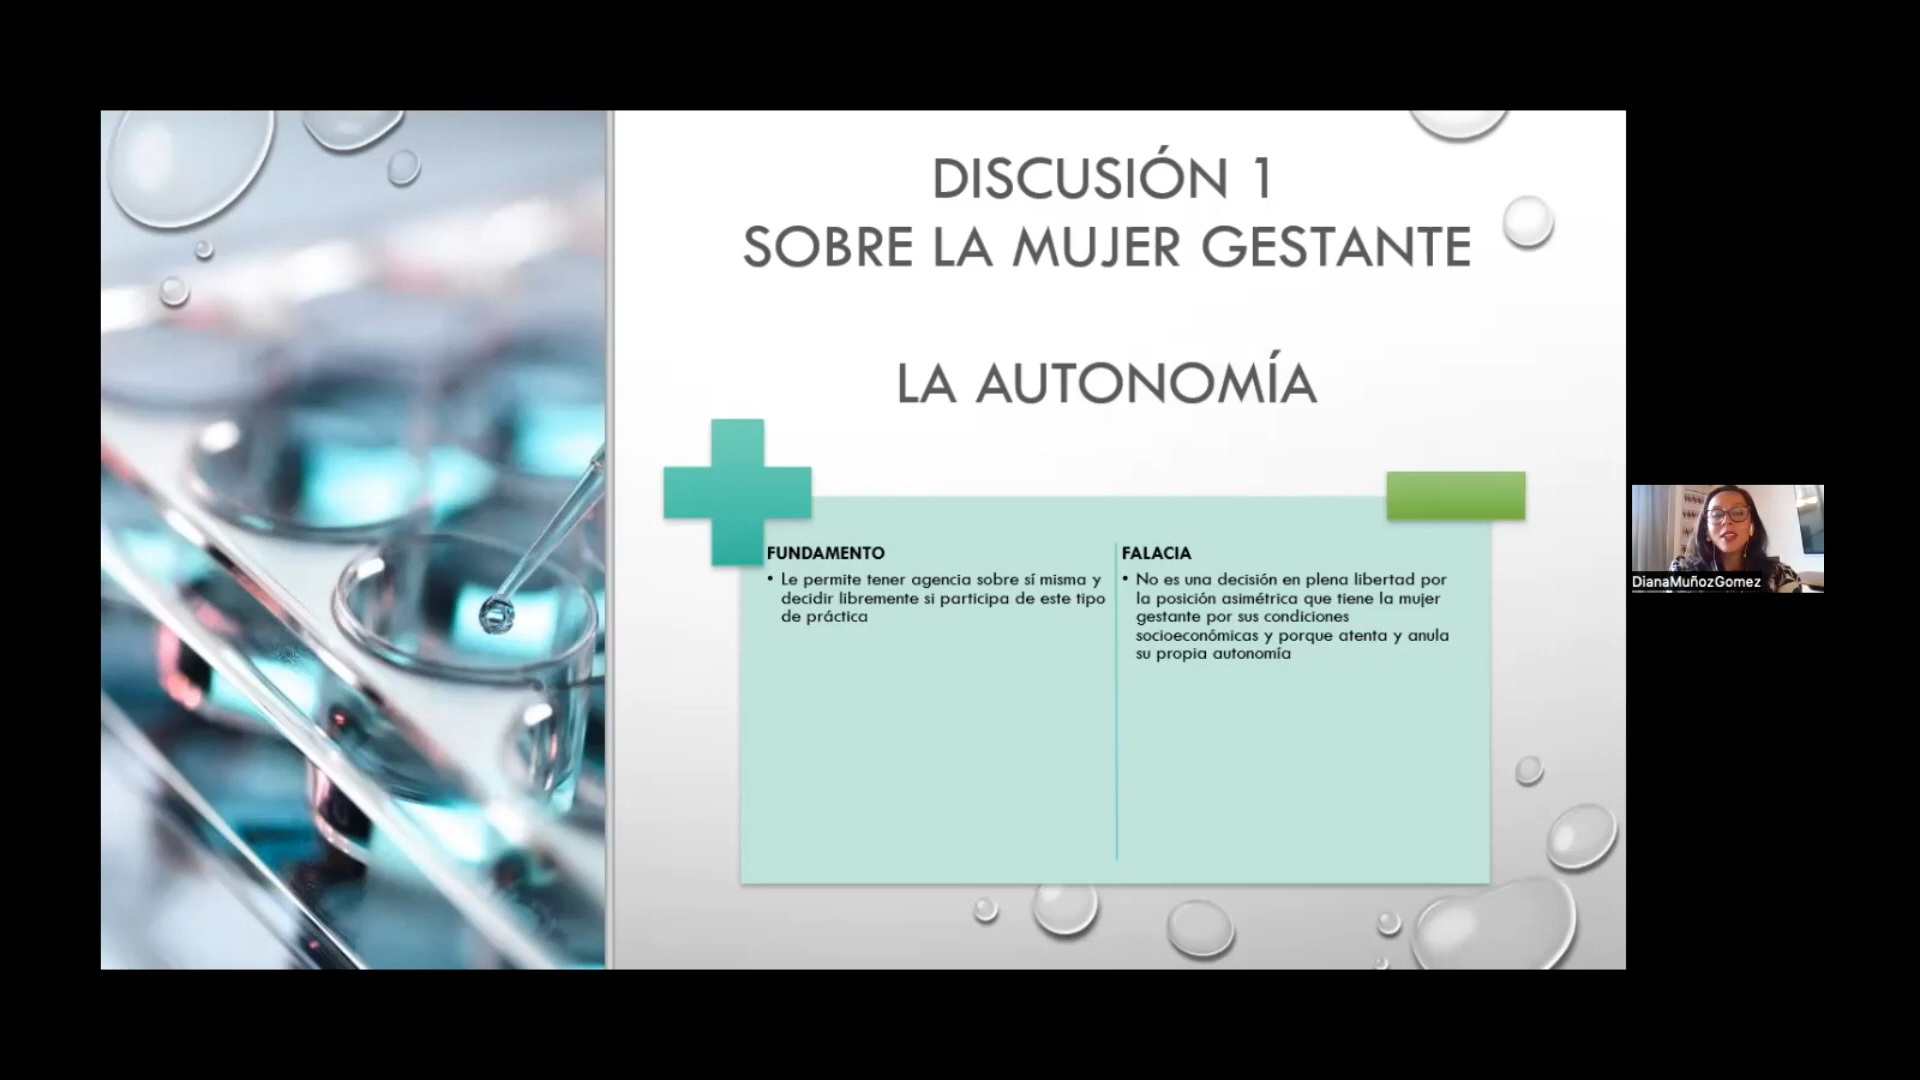 DISCUSIÓN 1
SOBRE LA MUJER GESTANTE
LA AUTONOMÍA
FUNDAMENTO
• Le permite tener agencia sobre sí misma y
decidir libremente si participa de este tipo
de práctica
FALACIA
• No es una decisión en plena libertad por
la posición asimétrica que tiene la mujer
gestante por sus condiciones
socioeconómicas y porque atenta y anula
su propia autonomía
DianaMuñozGomez